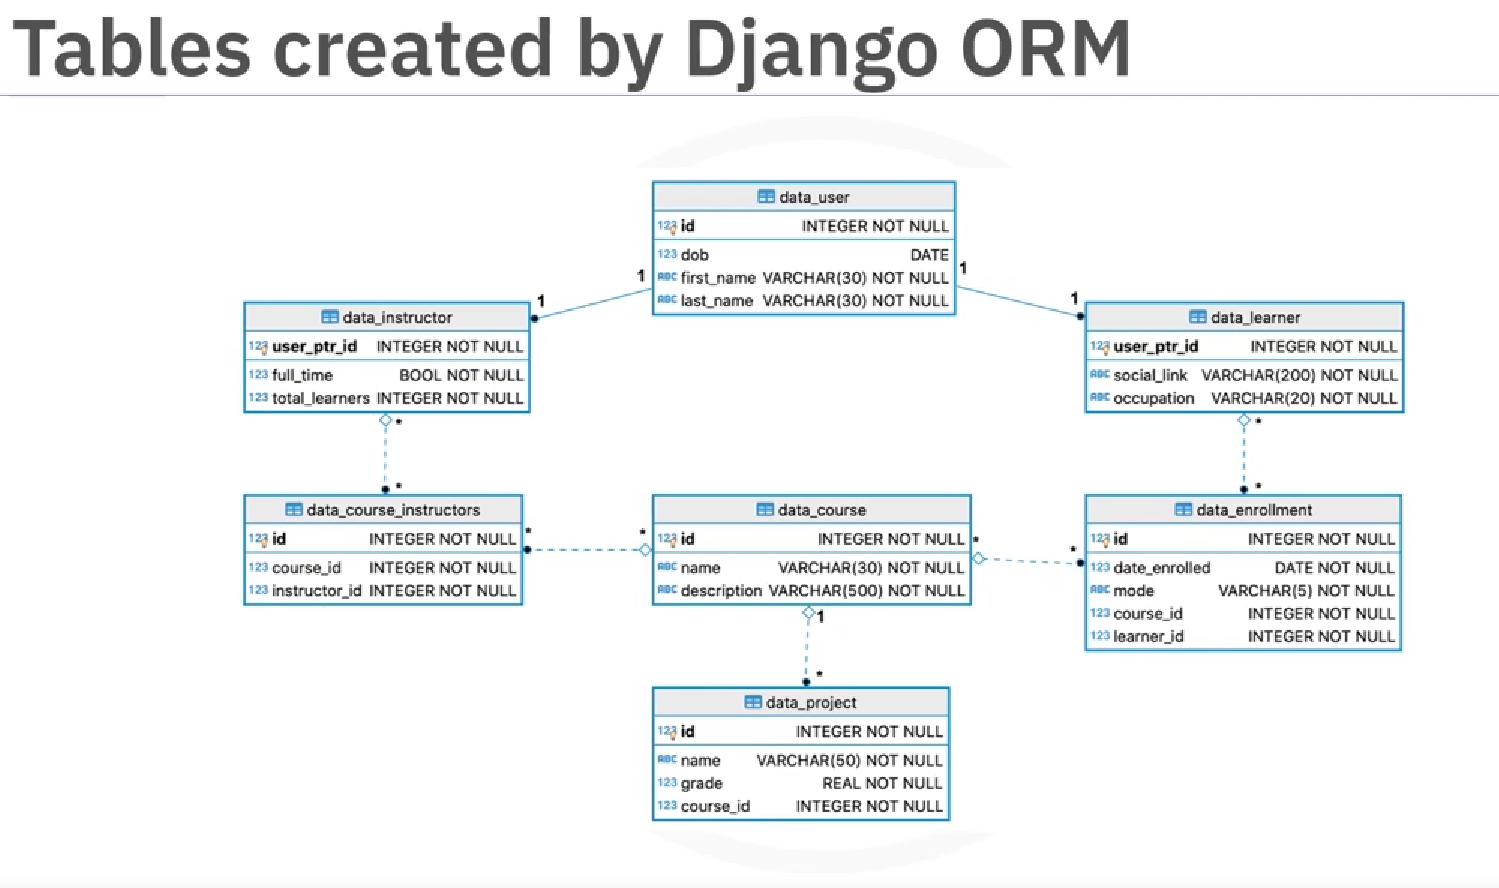 Tables created by Django ORM
data_user
123 id INTEGER NOT NULL
123 dob DATE
ABC first_name VARCHAR(30) NOT NULL
ABC last_name VARCHAR(30) NOT NULL
1
1
1
1
data_instructor
123 user_ptr_id INTEGER NOT NULL
123 full_time BOOL NOT NULL
123 total_learners INTEGER NOT NULL
*
*
data_learner
123 user_ptr_id INTEGER NOT NULL
ABC social_link VARCHAR(200) NOT NULL
ABC occupation VARCHAR(20) NOT NULL
*
*
data_course_instructors
123 id INTEGER NOT NULL
123 course_id INTEGER NOT NULL
123 instructor_id INTEGER NOT NULL
*
*
data_course
123 id INTEGER NOT NULL
ABC name VARCHAR(30) NOT NULL
ABC description VARCHAR(500) NOT NULL
*
*
data_enrollment
123 id INTEGER NOT NULL
123 date_enrolled DATE NOT NULL
ABC mode VARCHAR(5) NOT NULL
123 course_id INTEGER NOT NULL
123 learner_id INTEGER NOT NULL
1
*
data_project
123 id INTEGER NOT NULL
ABC name VARCHAR(50) NOT NULL
123 grade REAL NOT NULL
123 course_id INTEGER NOT NULL